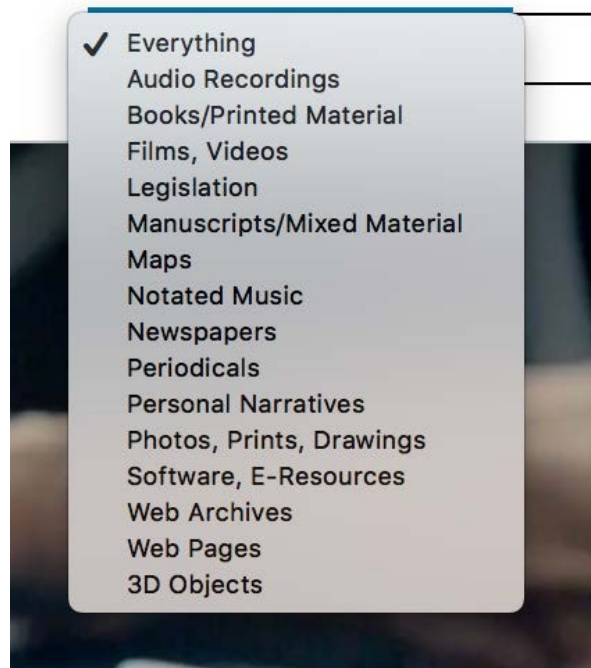 ✓ Everything
Audio Recordings
Books/Printed Material
Films, Videos
Legislation
Manuscripts/Mixed Material
Maps
Notated Music
Newspapers
Periodicals
Personal Narratives
Photos, Prints, Drawings
Software, E-Resources
Web Archives
Web Pages
3D Objects